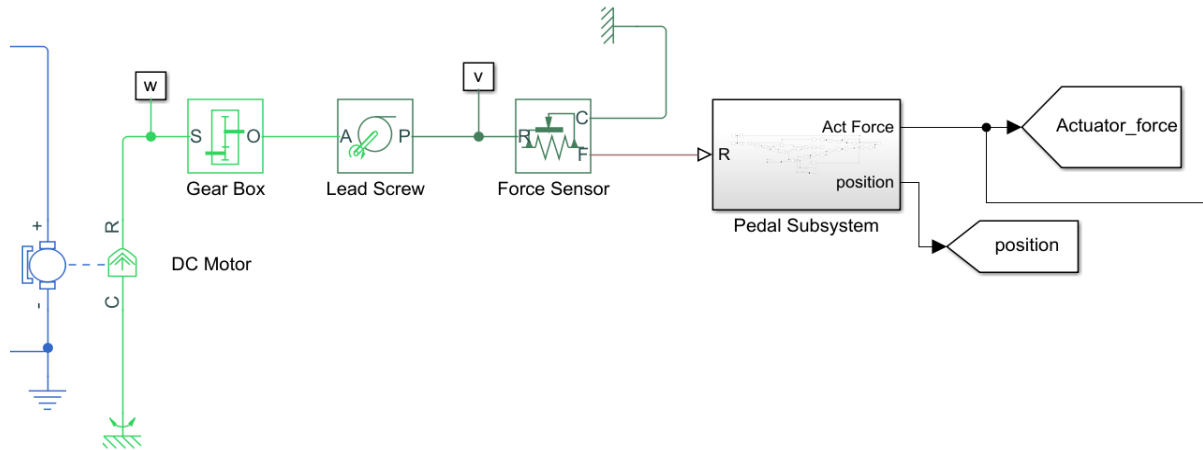 w
v
S
O
A
P
R
C
F
Gear Box
Lead Screw
Force Sensor
R
Act Force
position
Pedal Subsystem
Actuator_force
position
+
-
R
C
DC Motor